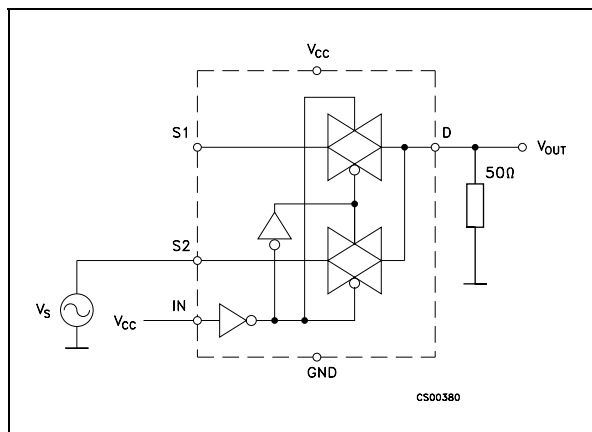 VCC
S1
D
VOUT
50Ω
S2
VS
IN
VCC
GND
CS00380